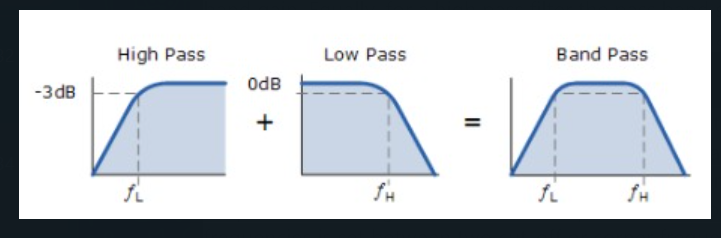 High Pass
Low Pass
Band Pass
-3dB
0dB
+
=
fL
fH
fL
fH